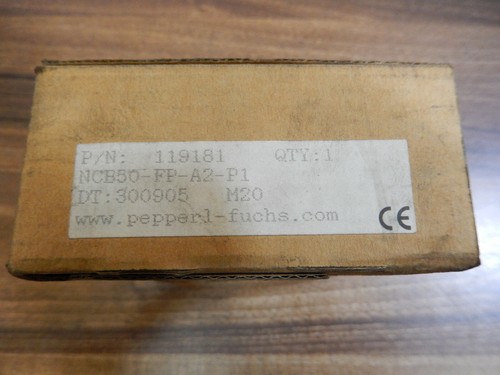 P/N: 119181 QTY:1
NCB50-FP-A2-P1
DT:300905 M20
www.pepperl-fuchs.com
CE